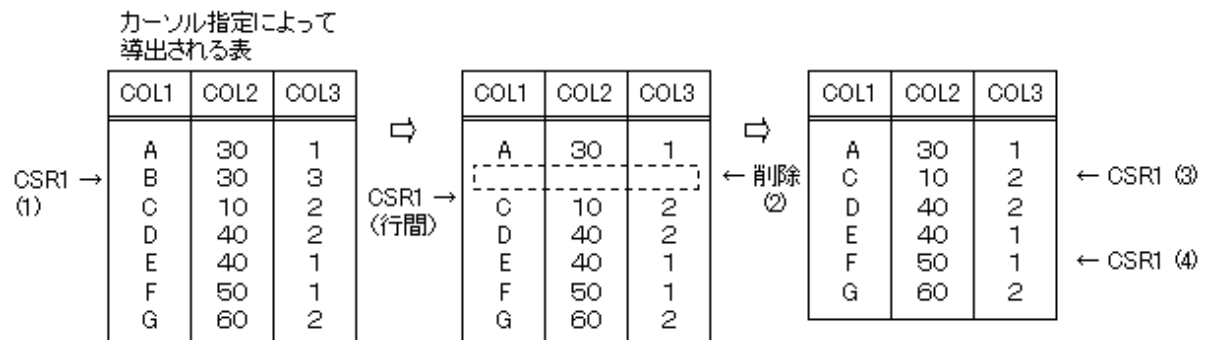 カーソル指定によって
導出される表
COL1 COL2 COL3
A 30 1
B 30 3
C 10 2
D 40 2
E 40 1
F 50 1
G 60 2
CSR1 →
(1)
⇨
COL1 COL2 COL3
A 30 1
C 10 2
D 40 2
E 40 1
F 50 1
G 60 2
CSR1 →
(行間)
← 削除
(2)
⇨
COL1 COL2 COL3
A 30 1
C 10 2
D 40 2
E 40 1
F 50 1
G 60 2
← CSR1 (3)
← CSR1 (4)